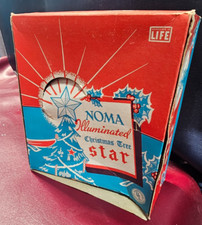 LIFE
NOMA
Illuminated
Christmas Tree
star